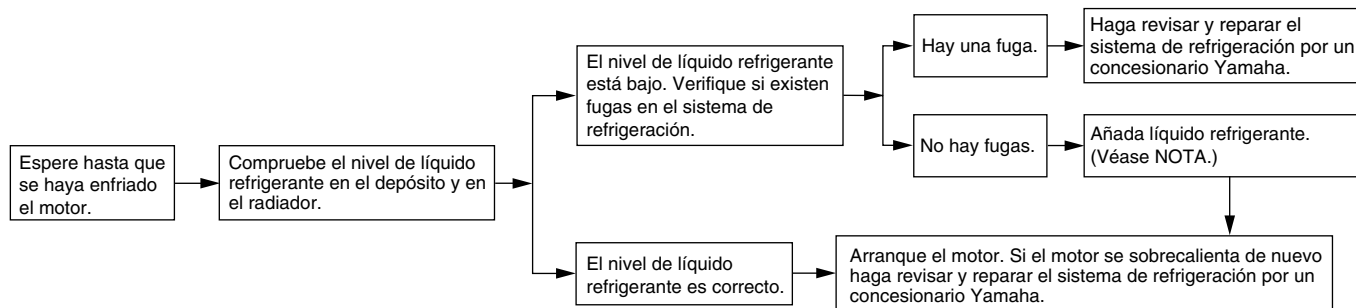 Espere hasta que
se haya enfriado
el motor.
Compruebe el nivel de líquido
refrigerante en el depósito y en
el radiador.
El nivel de líquido refrigerante
está bajo. Verifique si existen
fugas en el sistema de
refrigeración.
Hay una fuga.
Haga revisar y reparar el
sistema de refrigeración por un
concesionario Yamaha.
No hay fugas.
Añada líquido refrigerante.
(Véase NOTA.)
El nivel de líquido
refrigerante es correcto.
Arranque el motor. Si el motor se sobrecalienta de nuevo
haga revisar y reparar el sistema de refrigeración por un
concesionario Yamaha.